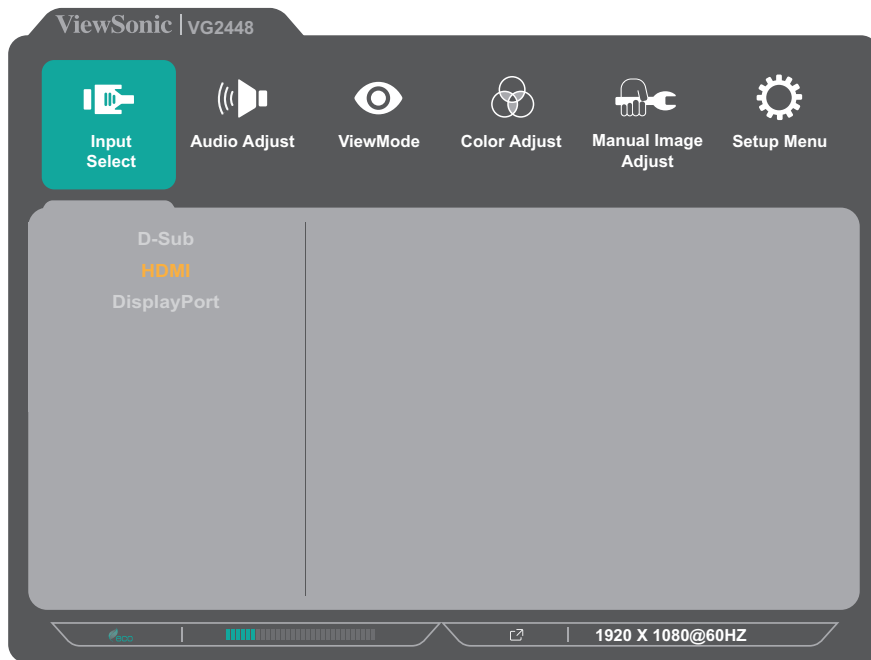 ViewSonic | VG2448
Input
Select
Audio Adjust
ViewMode
Color Adjust
Manual Image
Adjust
Setup Menu
D-Sub
HDMI
DisplayPort
eco
1920 X 1080@60HZ